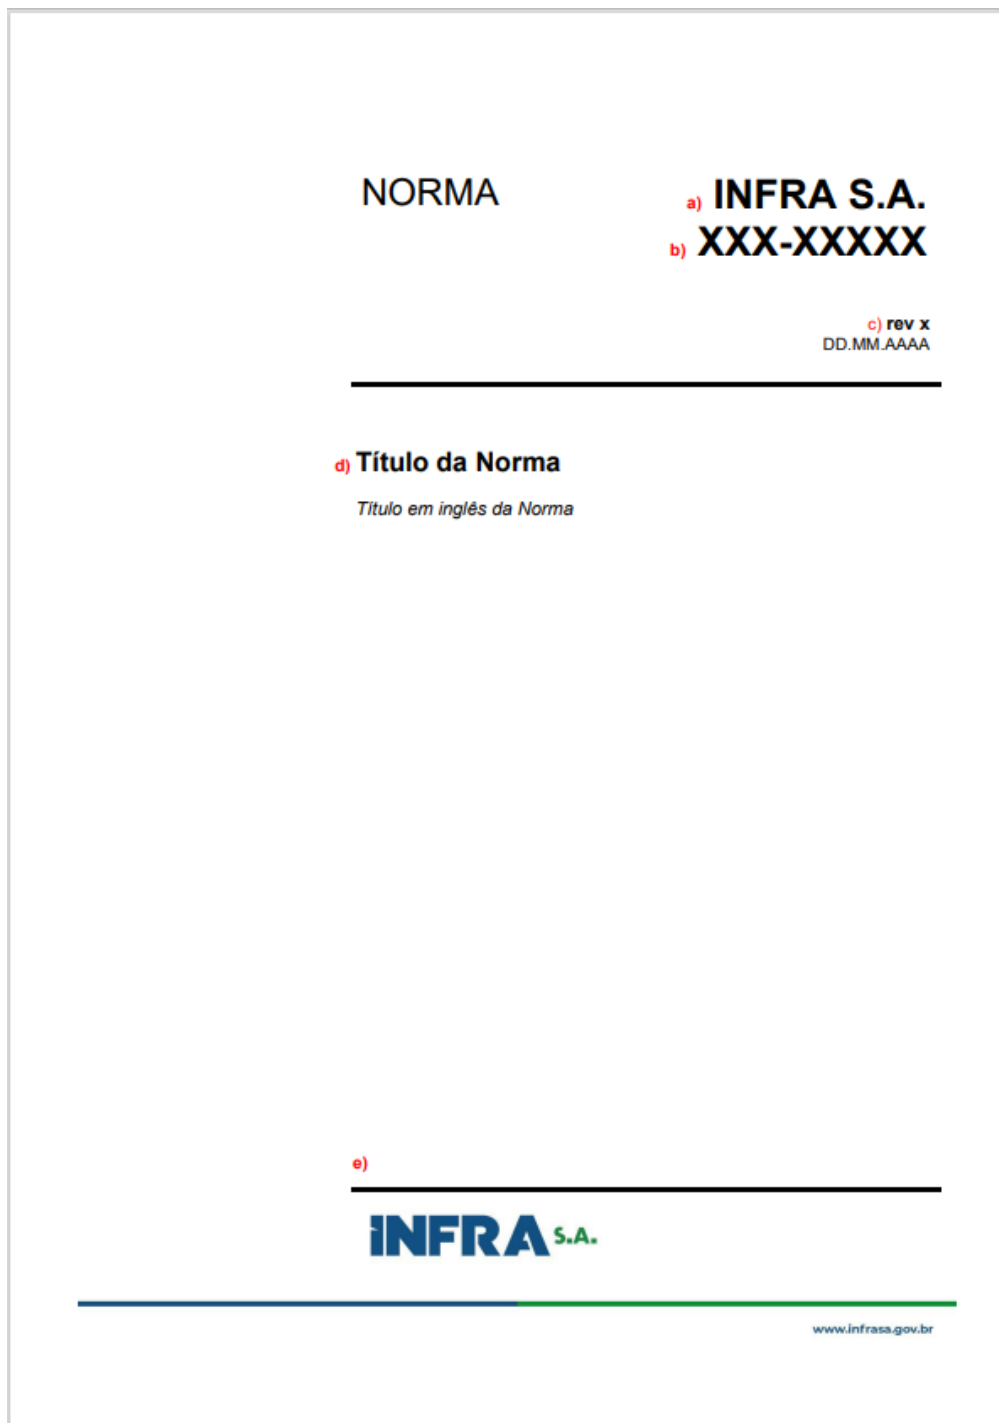 NORMA a) INFRA S.A.
b) XXX-XXXXX
c) rev x
DD.MM.AAAA
d) Título da Norma
Título em inglês da Norma
e)
INFRA S.A.
www.infrasa.gov.br